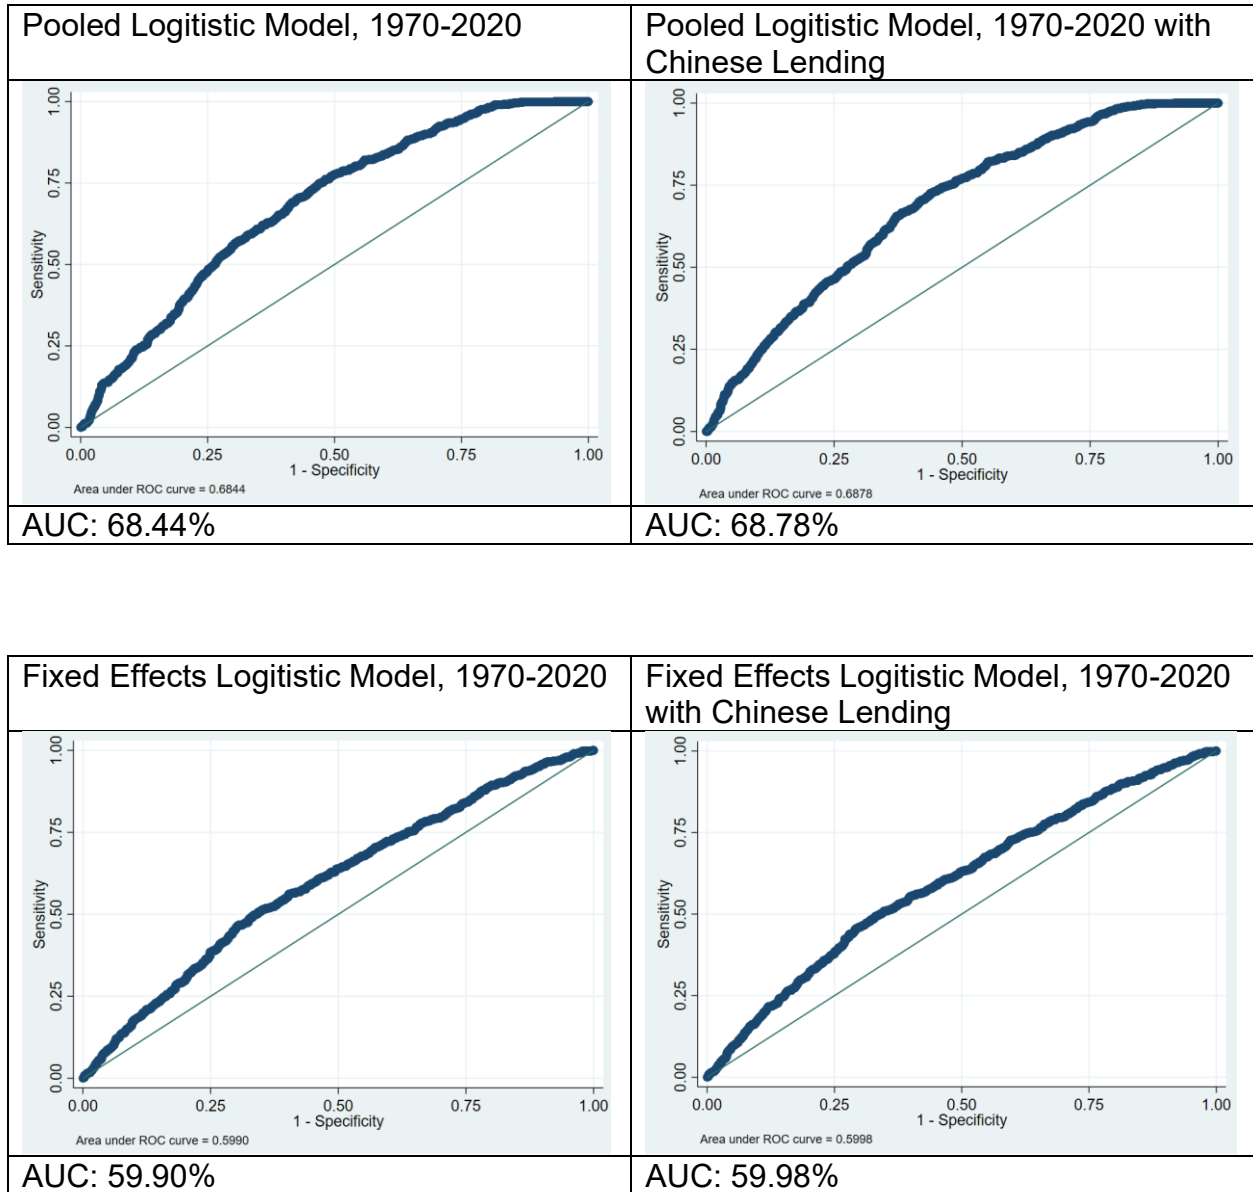 Pooled Logitistic Model, 1970-2020
Pooled Logitistic Model, 1970-2020 with
Chinese Lending
1.00
0.75
0.50
0.25
0.00
Sensitivity
0.00 0.25 0.50 0.75 1.00
1 - Specificity
Area under ROC curve = 0.6844
1.00
0.75
0.50
0.25
0.00
Sensitivity
0.00 0.25 0.50 0.75 1.00
1 - Specificity
Area under ROC curve = 0.6878
AUC: 68.44%
AUC: 68.78%
Fixed Effects Logitistic Model, 1970-2020
Fixed Effects Logitistic Model, 1970-2020
with Chinese Lending
1.00
0.75
0.50
0.25
0.00
Sensitivity
0.00 0.25 0.50 0.75 1.00
1 - Specificity
Area under ROC curve = 0.5990
1.00
0.75
0.50
0.25
0.00
Sensitivity
0.00 0.25 0.50 0.75 1.00
1 - Specificity
Area under ROC curve = 0.5998
AUC: 59.90%
AUC: 59.98%